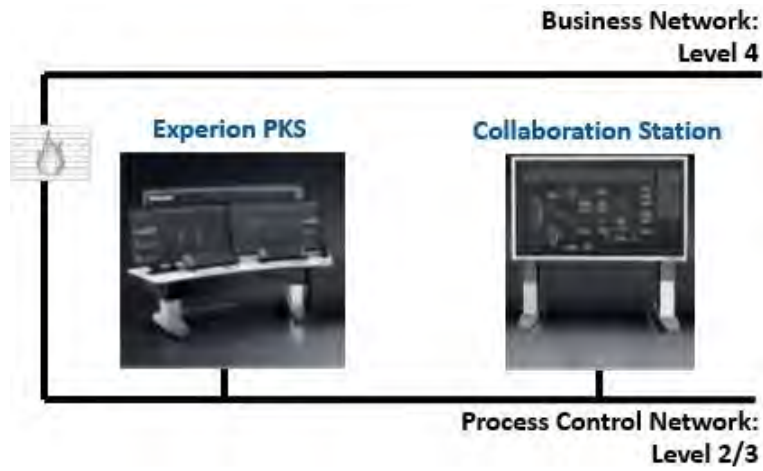 Business Network:
Level 4
Experion PKS
Collaboration Station
Process Control Network:
Level 2/3